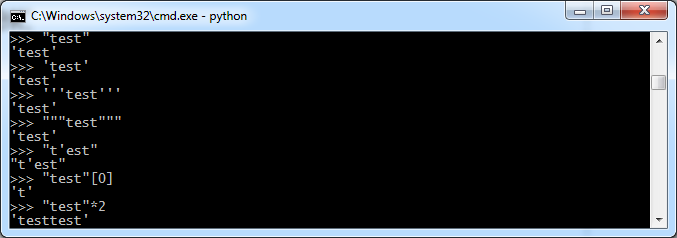 C:\Windows\system32\cmd.exe - python
>>> "test"
'test'
>>> 'test'
'test'
>>> '''test'''
'test'
>>> """test"""
'test'
>>> "t'est"
"t'est"
>>> "test"[0]
't'
>>> "test"*2
'testtest'